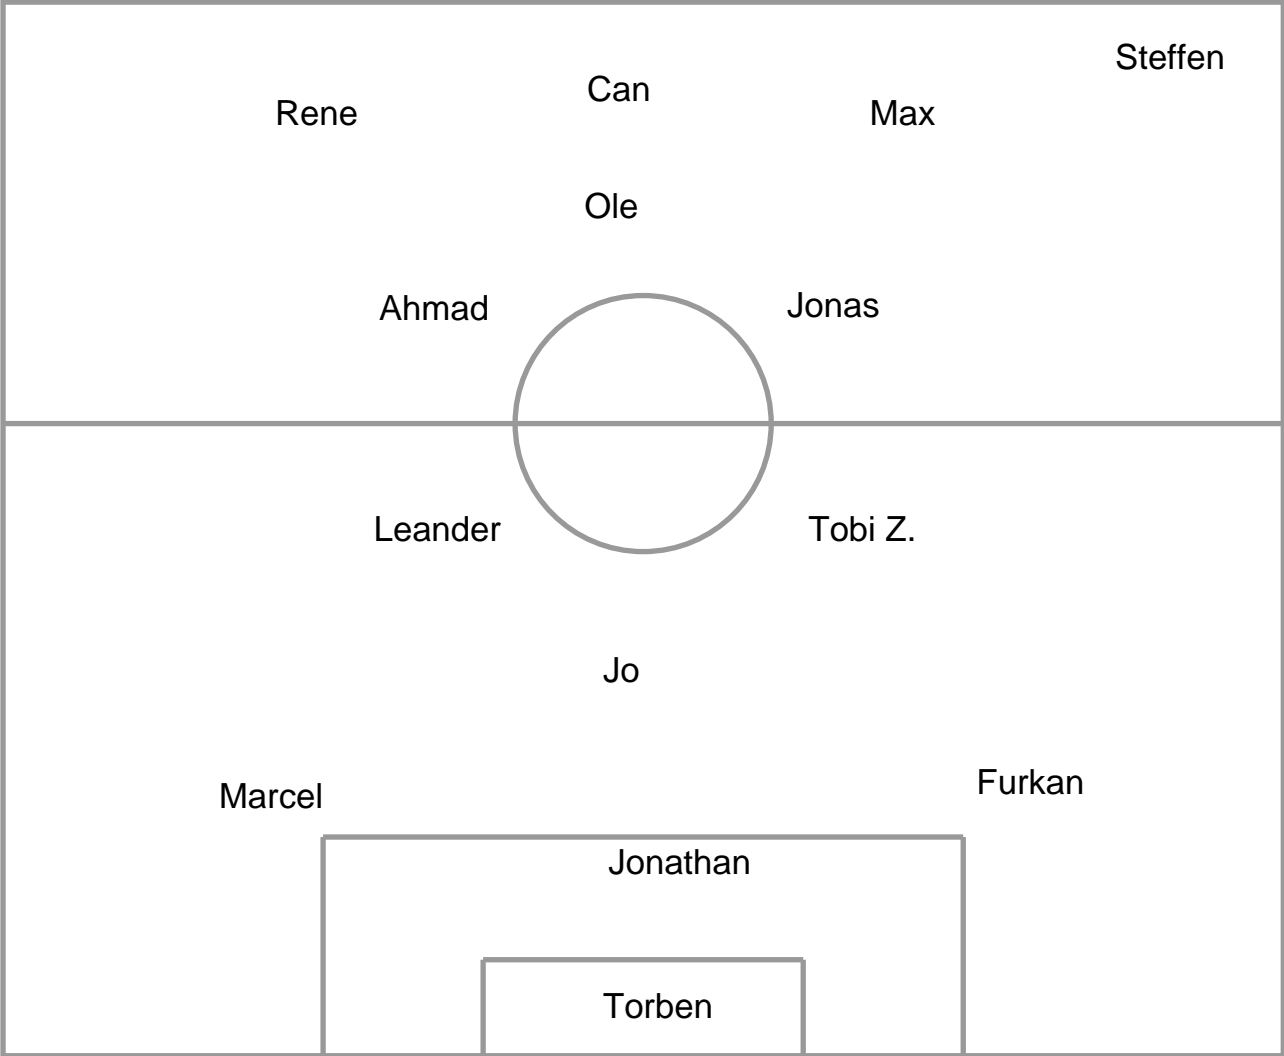 Steffen
Can
Rene
Max
Ole
Ahmad
Jonas
Leander
Tobi Z.
Jo
Marcel
Furkan
Jonathan
Torben